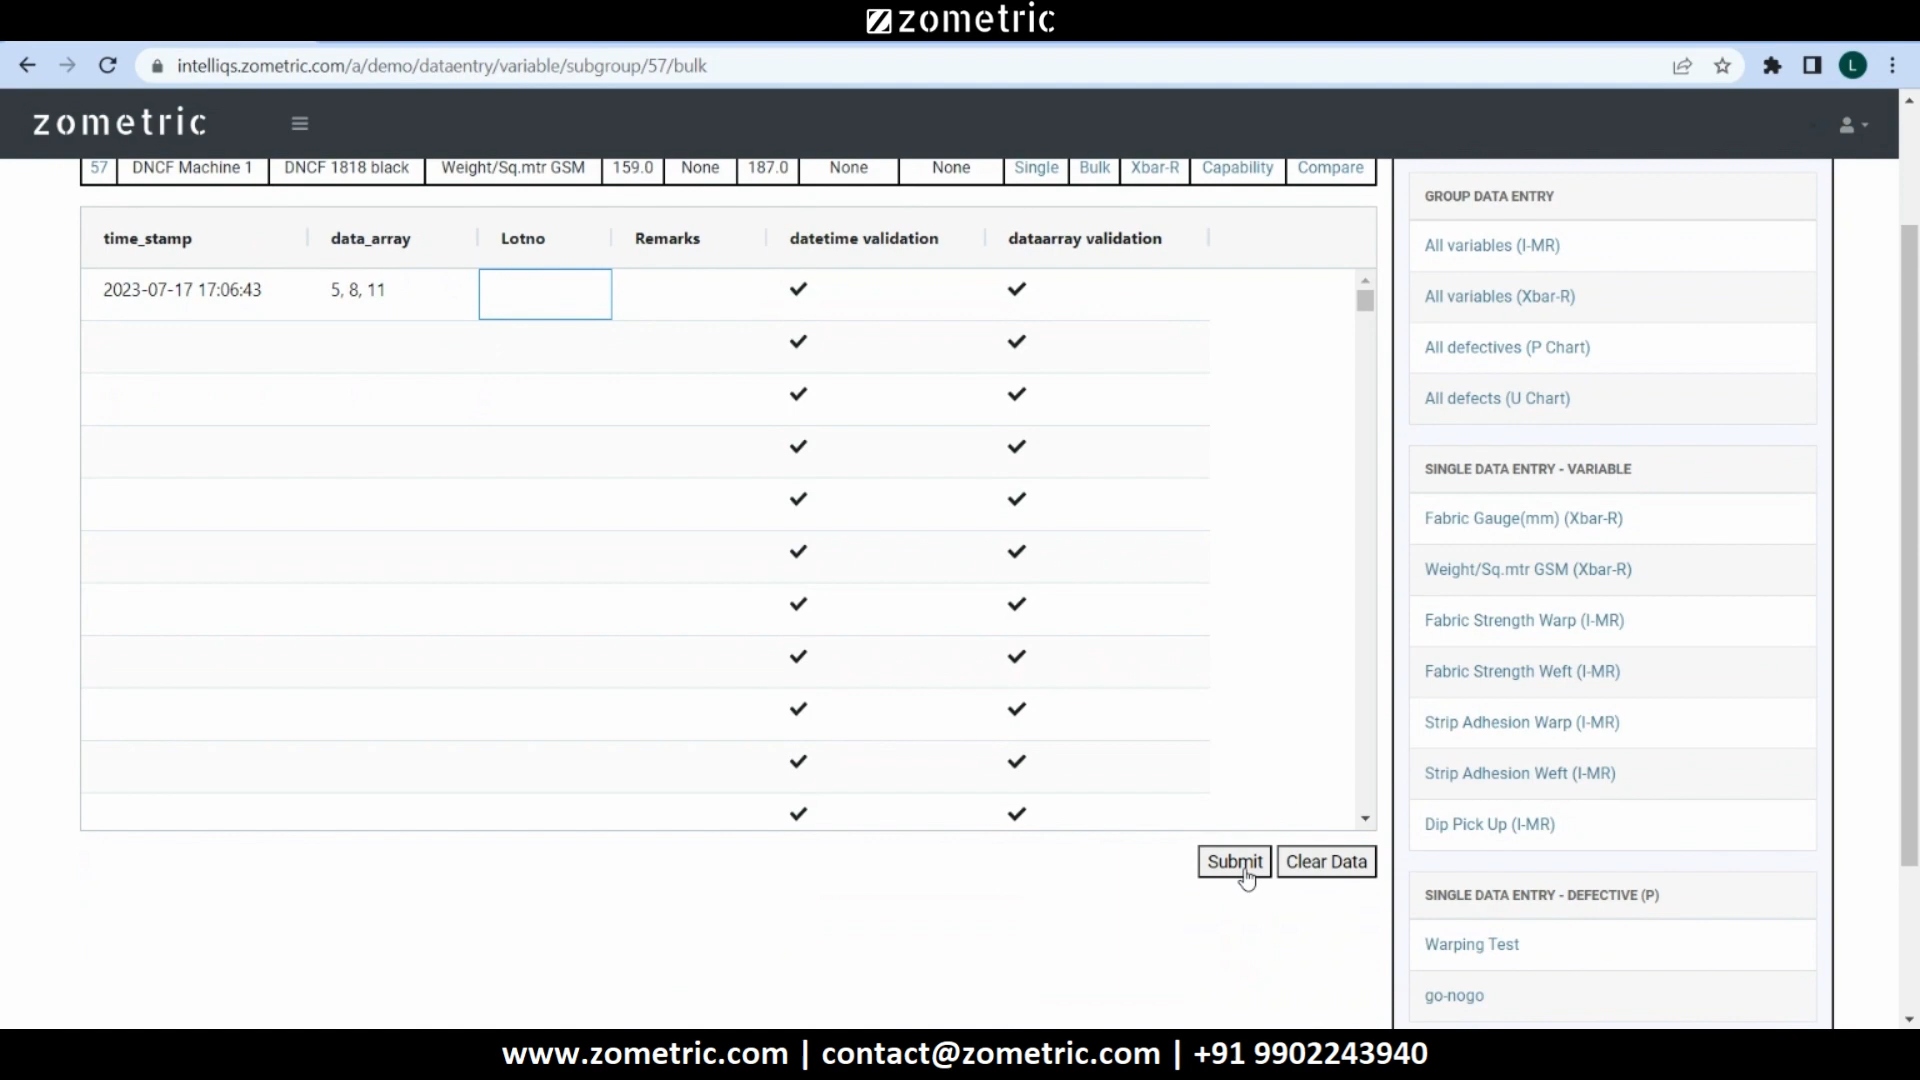 zometric
intelliqs.zometric.com/a/demo/dataentry/variable/subgroup/57/bulk
L
zometric
57 DNCF Machine 1 DNCF 1818 black Weight/Sq.mtr GSM 159.0 None 187.0 None None Single Bulk Xbar-R Capability Compare
time_stamp data_array Lotno Remarks datetime validation dataarray validation
2023-07-17 17:06:43 5, 8, 11
Submit Clear Data
GROUP DATA ENTRY
All variables (I-MR)
All variables (Xbar-R)
All defectives (P Chart)
All defects (U Chart)
SINGLE DATA ENTRY - VARIABLE
Fabric Gauge(mm) (Xbar-R)
Weight/Sq.mtr GSM (Xbar-R)
Fabric Strength Warp (I-MR)
Fabric Strength Weft (I-MR)
Strip Adhesion Warp (I-MR)
Strip Adhesion Weft (I-MR)
Dip Pick Up (I-MR)
SINGLE DATA ENTRY - DEFECTIVE (P)
Warping Test
go-nogo
www.zometric.com | contact@zometric.com | +91 9902243940